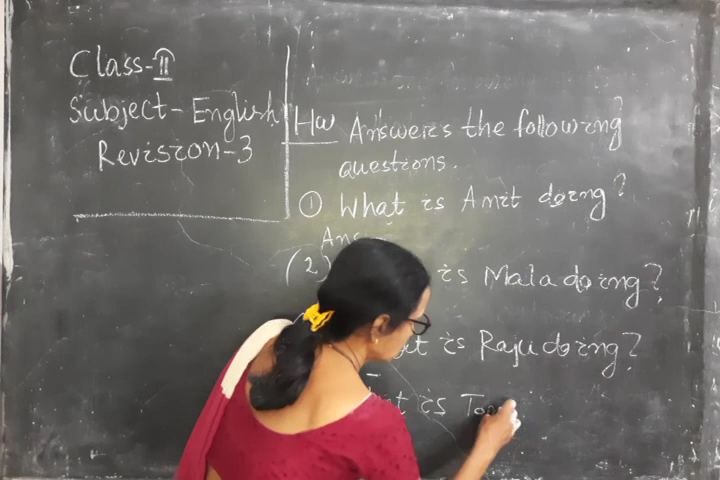 Class-II
Subject-English
Revision-3
HW Answers the following
questions.
① What is Amit doing?
Ans
(2) is Mala doing?
is Raju doing?
is